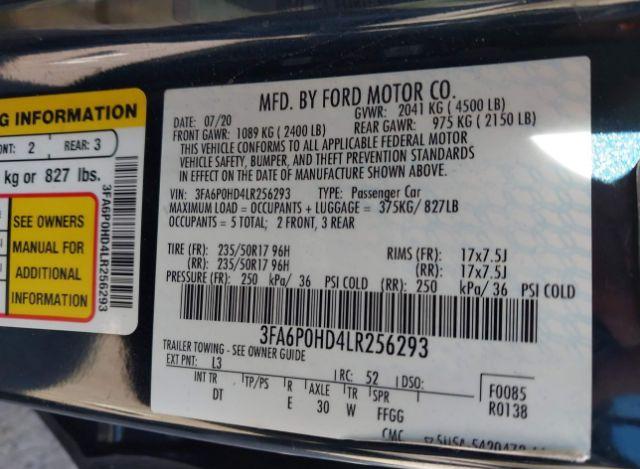 MFD. BY FORD MOTOR CO.
DATE: 07/20 GVWR: 2041 KG ( 4500 LB)
FRONT GAWR: 1089 KG ( 2400 LB) REAR GAWR: 975 KG ( 2150 LB)
THIS VEHICLE CONFORMS TO ALL APPLICABLE FEDERAL MOTOR
VEHICLE SAFETY, BUMPER, AND THEFT PREVENTION STANDARDS
IN EFFECT ON THE DATE OF MANUFACTURE SHOWN ABOVE.
VIN: 3FA6P0HD4LR256293 TYPE: Passenger Car
MAXIMUM LOAD = OCCUPANTS + LUGGAGE = 375KG/ 827LB
OCCUPANTS = 5 TOTAL; 2 FRONT, 3 REAR
TIRE (FR): 235/50R17 96H RIMS (FR): 17x7.5J
(RR): 235/50R17 96H (RR): 17x7.5J
PRESSURE (FR): 250 kPa/ 36 PSI COLD (RR): 250 kPa/ 36 PSI COLD
3FA6P0HD4LR256293
TRAILER TOWING - SEE OWNER GUIDE
EXT PNT: L3 RC: 52 DSO:
INT TR TP/PS R AXLE TR SPR
DT E 30 W FFGG
F0085
R0138
CMC
INFORMATION
2 REAR: 3
kg or 827 lbs.
SEE OWNERS
MANUAL FOR
ADDITIONAL
INFORMATION
3FA6P0HD4LR256293